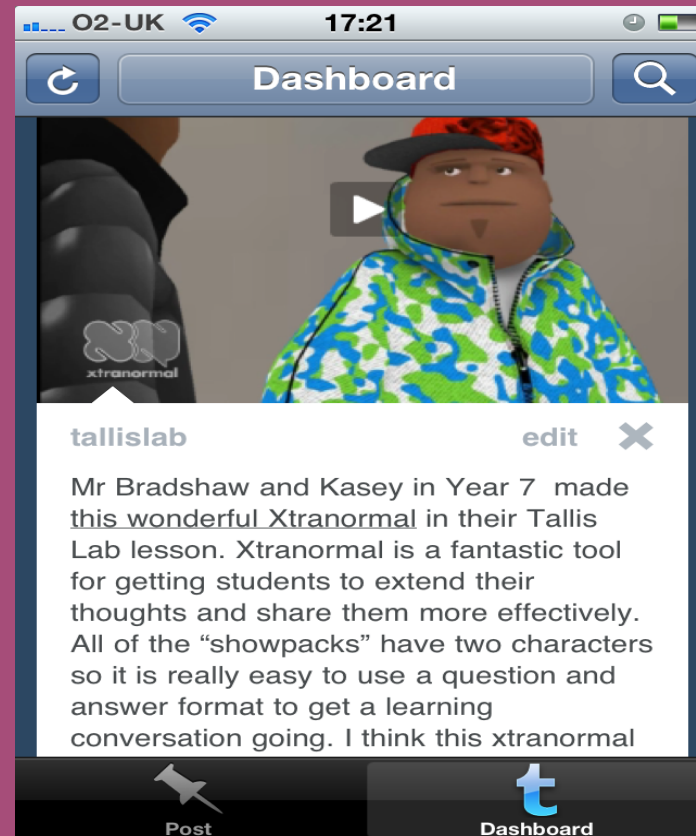 O2-UK 17:21
Dashboard
xtranormal
tallislab edit
Mr Bradshaw and Kasey in Year 7 made
this wonderful Xtranormal in their Tallis
Lab lesson. Xtranormal is a fantastic tool
for getting students to extend their
thoughts and share them more effectively.
All of the “showpacks” have two characters
so it is really easy to use a question and
answer format to get a learning
conversation going. I think this xtranormal
Post Dashboard